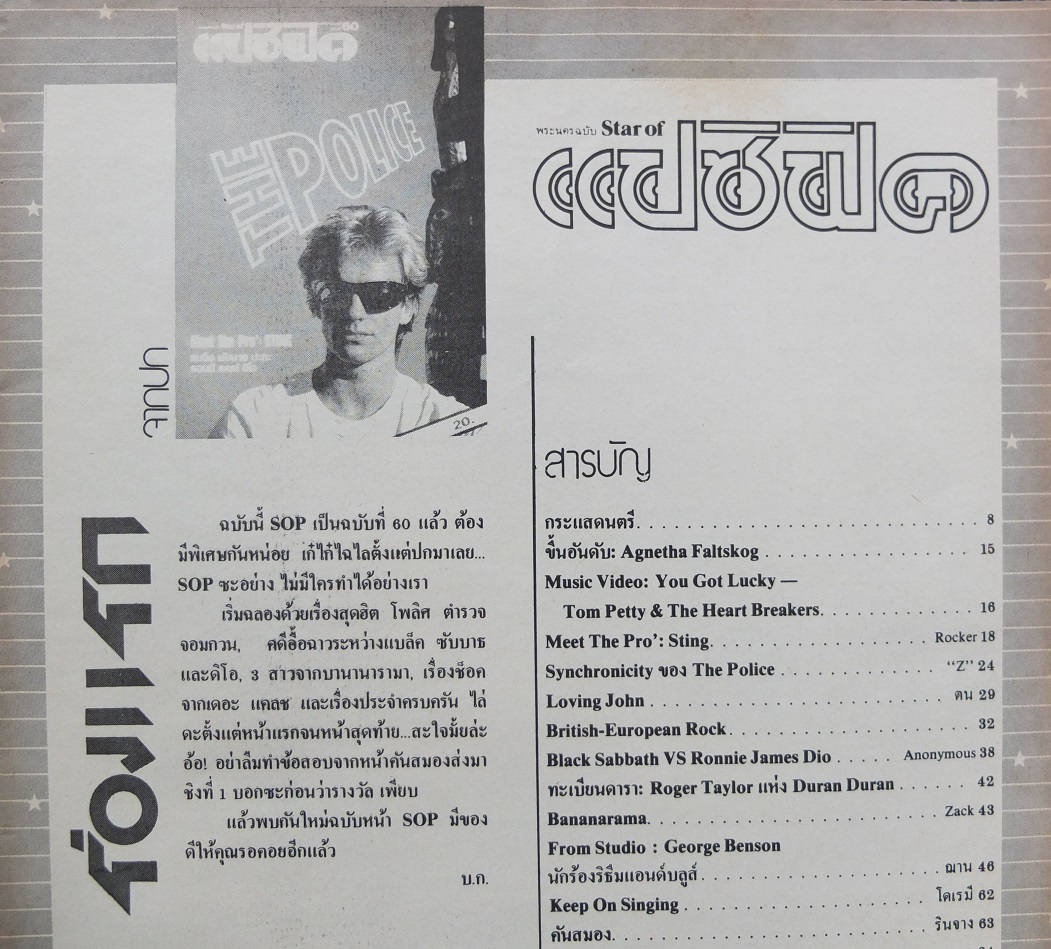 แปซิฟิค
60
THE POLICE
Meet the Pro': STING
20.-
จากปก
ห้องแรก
ฉบับนี้ SOP เป็นฉบับที่ 60 แล้ว ต้อง
มีพิเศษกันหน่อย เก๋ไก๋ไฉไลตั้งแต่ปกมาเลย...
SOP ซะอย่าง ไม่มีใครทำได้อย่างเรา
เริ่มฉลองด้วยเรื่องสุดฮิต โพลิศ ตำรวจ
จอมกวน, คดีอื้อฉาวระหว่างแบล็ค ซับบาธ
และดิโอ, 3 สาวจากบานานารามา, เรื่องช็อค
จากเดอะ แคลช และเรื่องประจำครบครัน ไล่
ดะตั้งแต่หน้าแรกจนหน้าสุดท้าย...สะใจมั้ยล่ะ
อ้อ! อย่าลืมทำข้อสอบจากหน้าคันสมองส่งมา
ชิงที่ 1 บอกซะก่อนว่ารางวัล เพียบ
แล้วพบกันใหม่ฉบับหน้า SOP มีของ
ดีให้คุณรอคอยอีกแล้ว
บ.ก.
พระนครฉบับ Star of
แปซิฟิค
สารบัญ
กระแสดนตรี. . . . . . . . . . . . . . . . . . . . . . . . . . . . . . 8
ขึ้นอันดับ: Agnetha Faltskog . . . . . . . . . . . . . . . . . . 15
Music Video: You Got Lucky —
Tom Petty & The Heart Breakers. . . . . . . . . . . . . . 16
Meet The Pro': Sting. . . . . . . . . . . . . . . . . . . . Rocker 18
Synchronicity ของ The Police . . . . . . . . . . . . . . "Z" 24
Loving John . . . . . . . . . . . . . . . . . . . . . . . . . . ตน 29
British-European Rock. . . . . . . . . . . . . . . . . . . . . . 32
Black Sabbath VS Ronnie James Dio . . . . . Anonymous 38
ทะเบียนดารา: Roger Taylor แห่ง Duran Duran . . . . . . . 42
Bananarama. . . . . . . . . . . . . . . . . . . . . . . . . Zack 43
From Studio : George Benson
นักร้องริธึมแอนด์บลูส์. . . . . . . . . . . . . . . . . . . . ฌาน 46
Keep On Singing . . . . . . . . . . . . . . . . . . . . โดเรมี 62
คันสมอง. . . . . . . . . . . . . . . . . . . . . . . . . . รินจาง 63